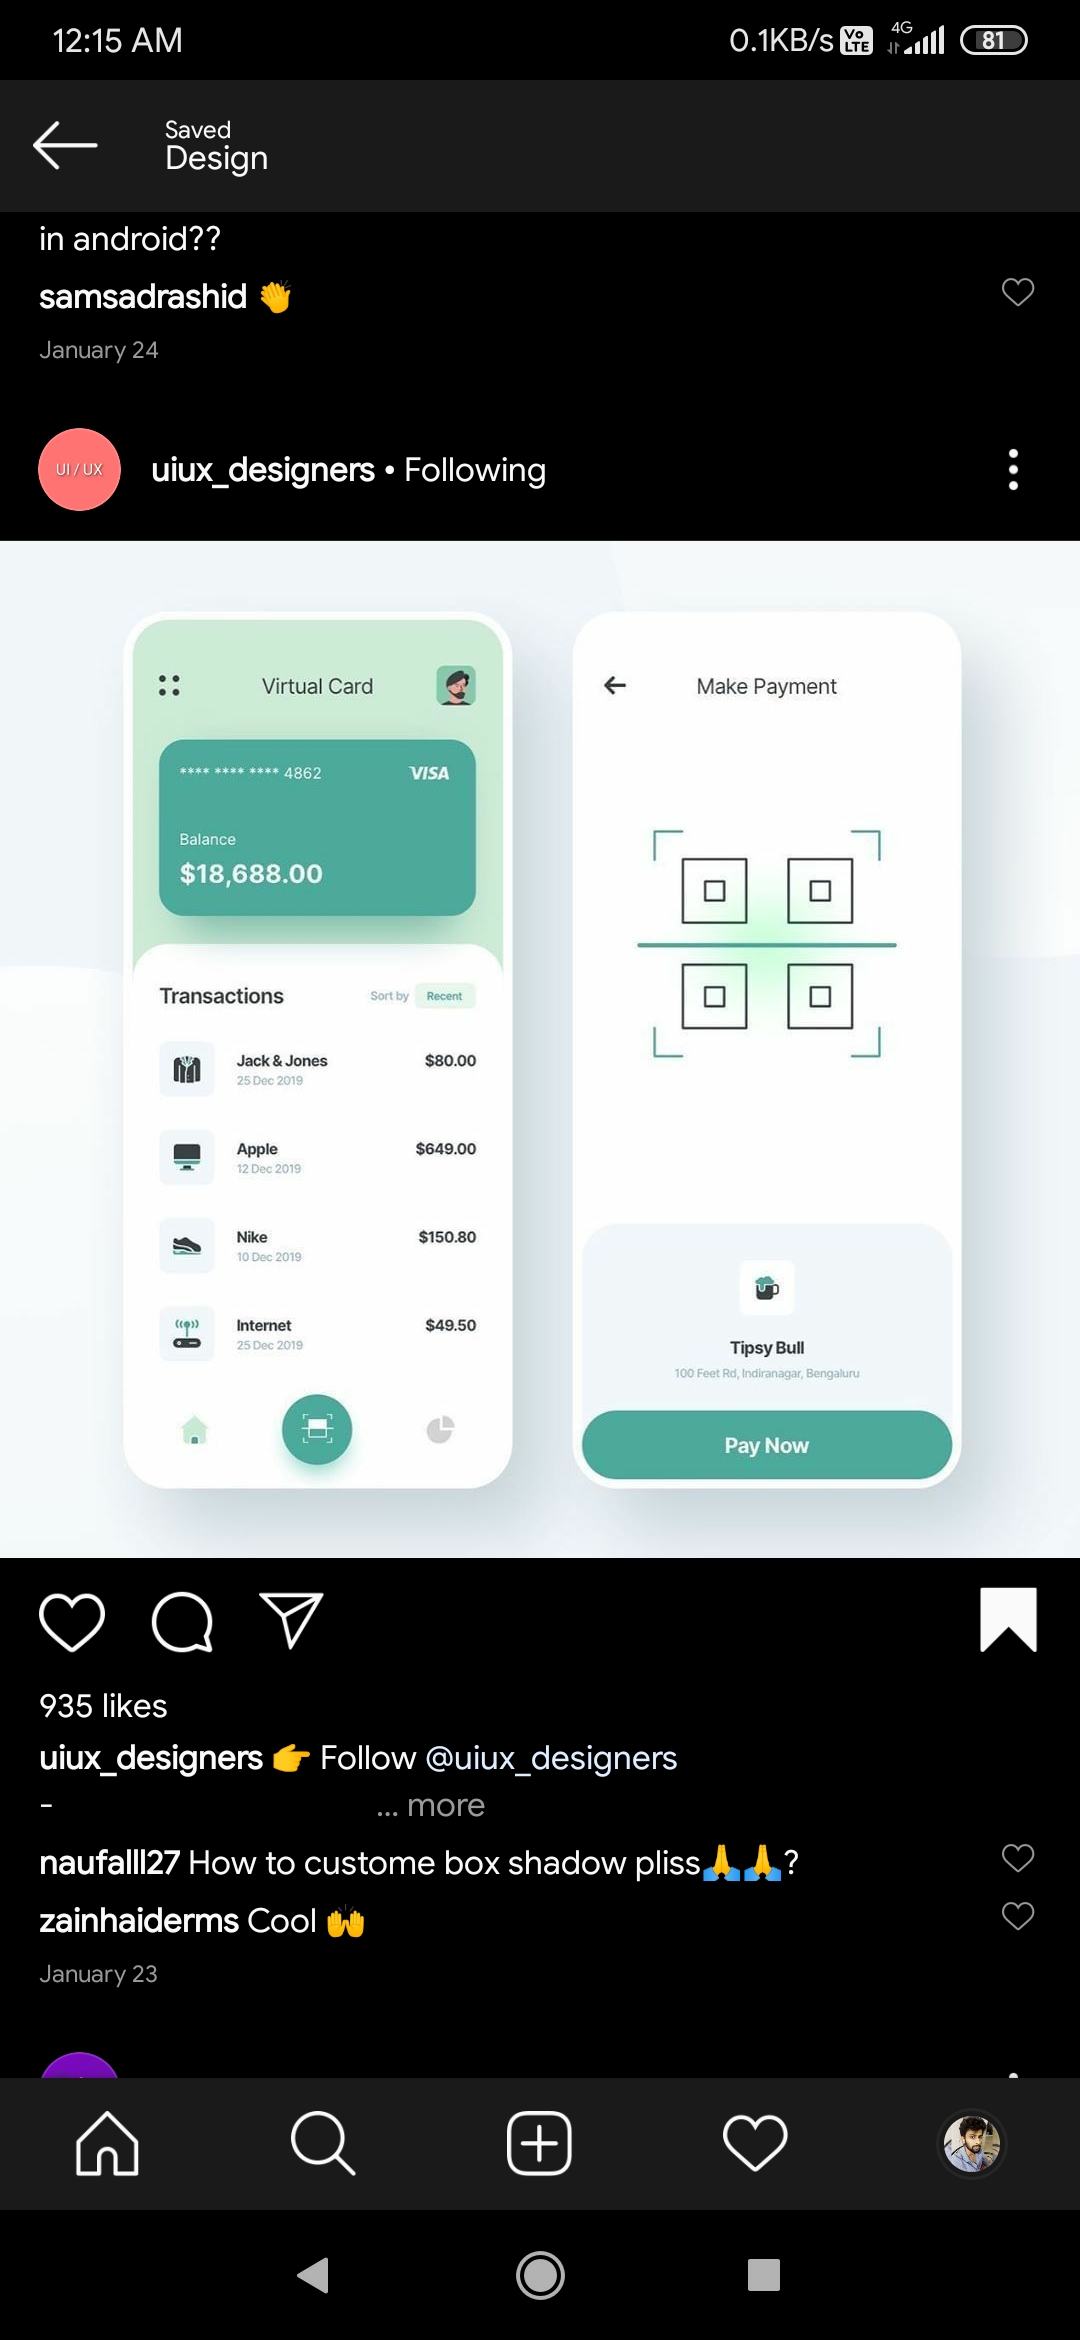 12:15 AM
0.1KB/s Vo LTE 4G 81
Saved
Design
in android??
samsadrashid 👏
January 24
UI / UX
uiux_designers • Following
Virtual Card
**** **** **** 4862 VISA
Balance
$18,688.00
Transactions Sort by Recent
Jack & Jones $80.00
25 Dec 2019
Apple $649.00
12 Dec 2019
Nike $150.80
10 Dec 2019
Internet $49.50
25 Dec 2019
Make Payment
Tipsy Bull
100 Feet Rd, Indiranagar, Bengaluru
Pay Now
935 likes
uiux_designers 👉 Follow @uiux_designers
- ... more
naufalll27 How to custome box shadow pliss🙏🙏?
zainhaiderms Cool 🙌
January 23